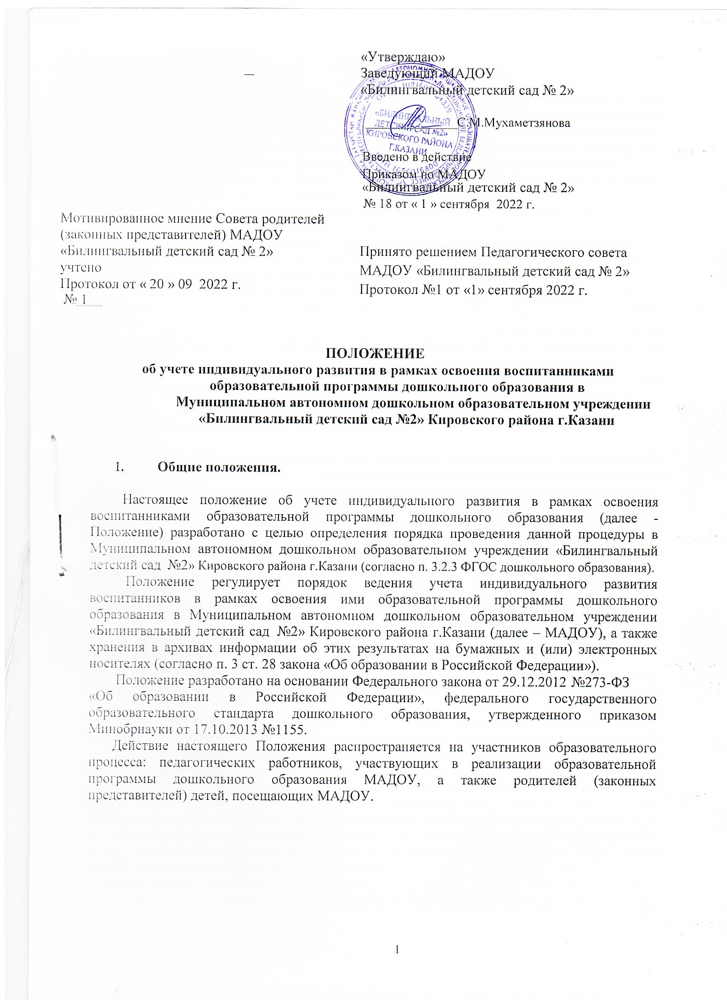 «Утверждаю»
Заведующий МАДОУ
«Билингвальный детский сад № 2»
С.М.Мухаметзянова
«БИЛИНГВАЛЬНЫЙ
ДЕТСКИЙ САД №2»
КИРОВСКОГО РАЙОНА
Г.КАЗАНИ
Введено в действие
Приказом по МАДОУ
«Билингвальный детский сад № 2»
№ 18 от « 1 » сентября 2022 г.
Мотивированное мнение Совета родителей
(законных представителей) МАДОУ
«Билингвальный детский сад № 2»
учтено
Протокол от « 20 » 09 2022 г.
№ 1
Принято решением Педагогического совета
МАДОУ «Билингвальный детский сад № 2»
Протокол №1 от «1» сентября 2022 г.
ПОЛОЖЕНИЕ
об учете индивидуального развития в рамках освоения воспитанниками
образовательной программы дошкольного образования в
Муниципальном автономном дошкольном образовательном учреждении
«Билингвальный детский сад №2» Кировского района г.Казани
1. Общие положения.
Настоящее положение об учете индивидуального развития в рамках освоения
воспитанниками образовательной программы дошкольного образования (далее -
Положение) разработано с целью определения порядка проведения данной процедуры в
Муниципальном автономном дошкольном образовательном учреждении «Билингвальный
детский сад №2» Кировского района г.Казани (согласно п. 3.2.3 ФГОС дошкольного образования).
Положение регулирует порядок ведения учета индивидуального развития
воспитанников в рамках освоения ими образовательной программы дошкольного
образования в Муниципальном автономном дошкольном образовательном учреждении
«Билингвальный детский сад №2» Кировского района г.Казани (далее – МАДОУ), а также
хранения в архивах информации об этих результатах на бумажных и (или) электронных
носителях (согласно п. 3 ст. 28 закона «Об образовании в Российской Федерации»).
Положение разработано на основании Федерального закона от 29.12.2012 №273-ФЗ
«Об образовании в Российской Федерации», федерального государственного
образовательного стандарта дошкольного образования, утвержденного приказом
Минобрнауки от 17.10.2013 №1155.
Действие настоящего Положения распространяется на участников образовательного
процесса: педагогических работников, участвующих в реализации образовательной
программы дошкольного образования МАДОУ, а также родителей (законных
представителей) детей, посещающих МАДОУ.
1